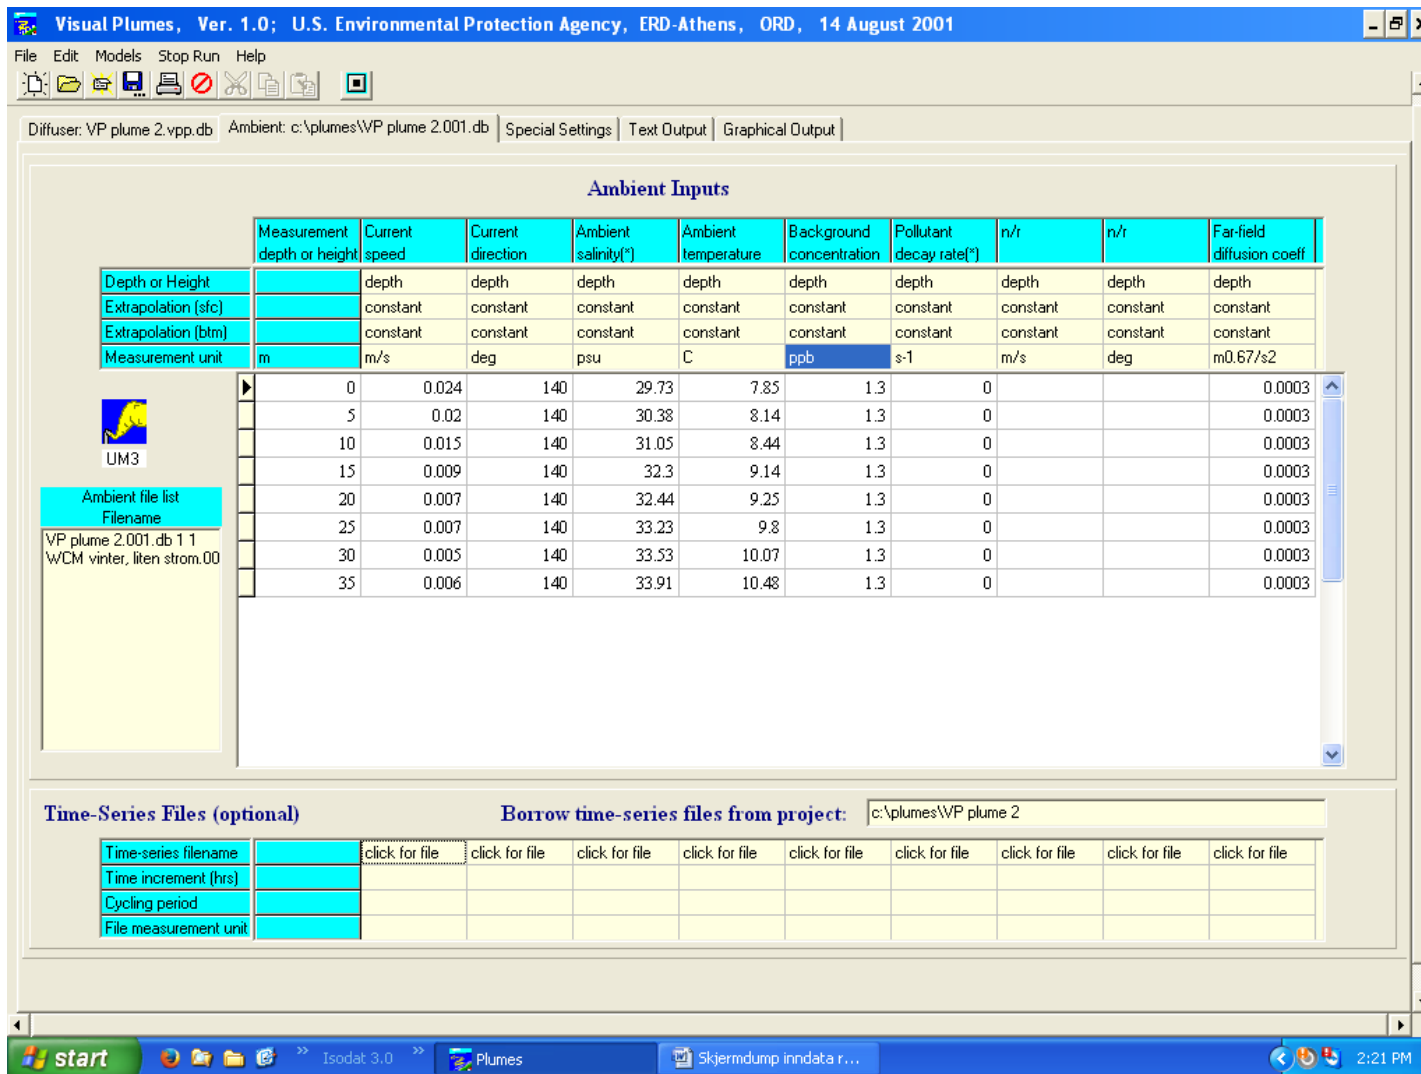 Visual Plumes, Ver. 1.0; U.S. Environmental Protection Agency, ERD-Athens, ORD, 14 August 2001
File Edit Models Stop Run Help
Diffuser: VP plume 2.vpp.db Ambient: c:\plumes\VP plume 2.001.db Special Settings Text Output Graphical Output
Ambient Inputs
Measurement depth or height Current speed Current direction Ambient salinity(*) Ambient temperature Background concentration Pollutant decay rate(*) n/r n/r Far-field diffusion coeff
Depth or Height depth depth depth depth depth depth depth depth depth
Extrapolation (sfc) constant constant constant constant constant constant constant constant constant
Extrapolation (btm) constant constant constant constant constant constant constant constant constant
Measurement unit m m/s deg psu C ppb s-1 m/s deg m0.67/s2
0 0.024 140 29.73 7.85 1.3 0 0.0003
5 0.02 140 30.38 8.14 1.3 0 0.0003
10 0.015 140 31.05 8.44 1.3 0 0.0003
15 0.009 140 32.3 9.14 1.3 0 0.0003
20 0.007 140 32.44 9.25 1.3 0 0.0003
25 0.007 140 33.23 9.8 1.3 0 0.0003
30 0.005 140 33.53 10.07 1.3 0 0.0003
35 0.006 140 33.91 10.48 1.3 0 0.0003
UM3
Ambient file list
Filename
VP plume 2.001.db 1 1
WCM vinter, liten strom.00
Time-Series Files (optional) Borrow time-series files from project: c:\plumes\VP plume 2
Time-series filename click for file click for file click for file click for file click for file click for file click for file click for file click for file
Time increment (hrs)
Cycling period
File measurement unit
start Isodat 3.0 Plumes Skjermdump inndata r... 2:21 PM